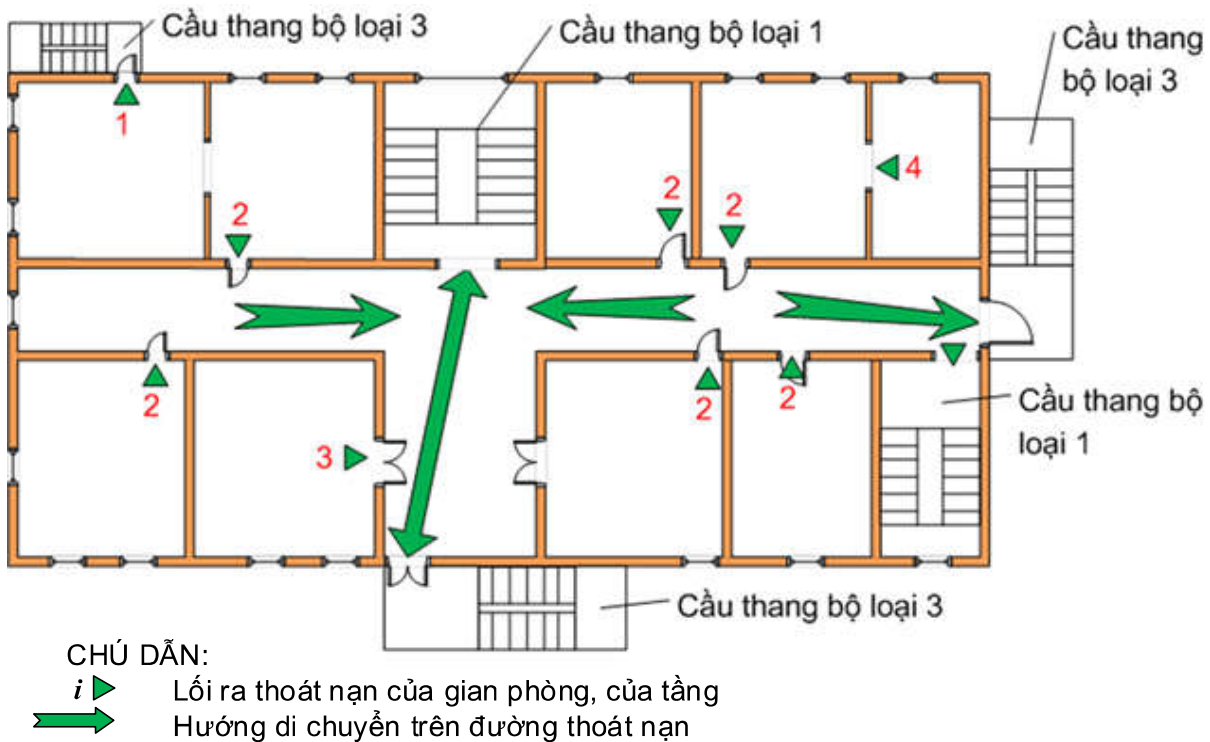 Cầu thang bộ loại 3
Cầu thang bộ loại 1
Cầu thang
bộ loại 3
1
2
2
2
4
2
3
2
2
Cầu thang bộ
loại 1
Cầu thang bộ loại 3
CHÚ DẪN:
i Lối ra thoát nạn của gian phòng, của tầng
Hướng di chuyển trên đường thoát nạn